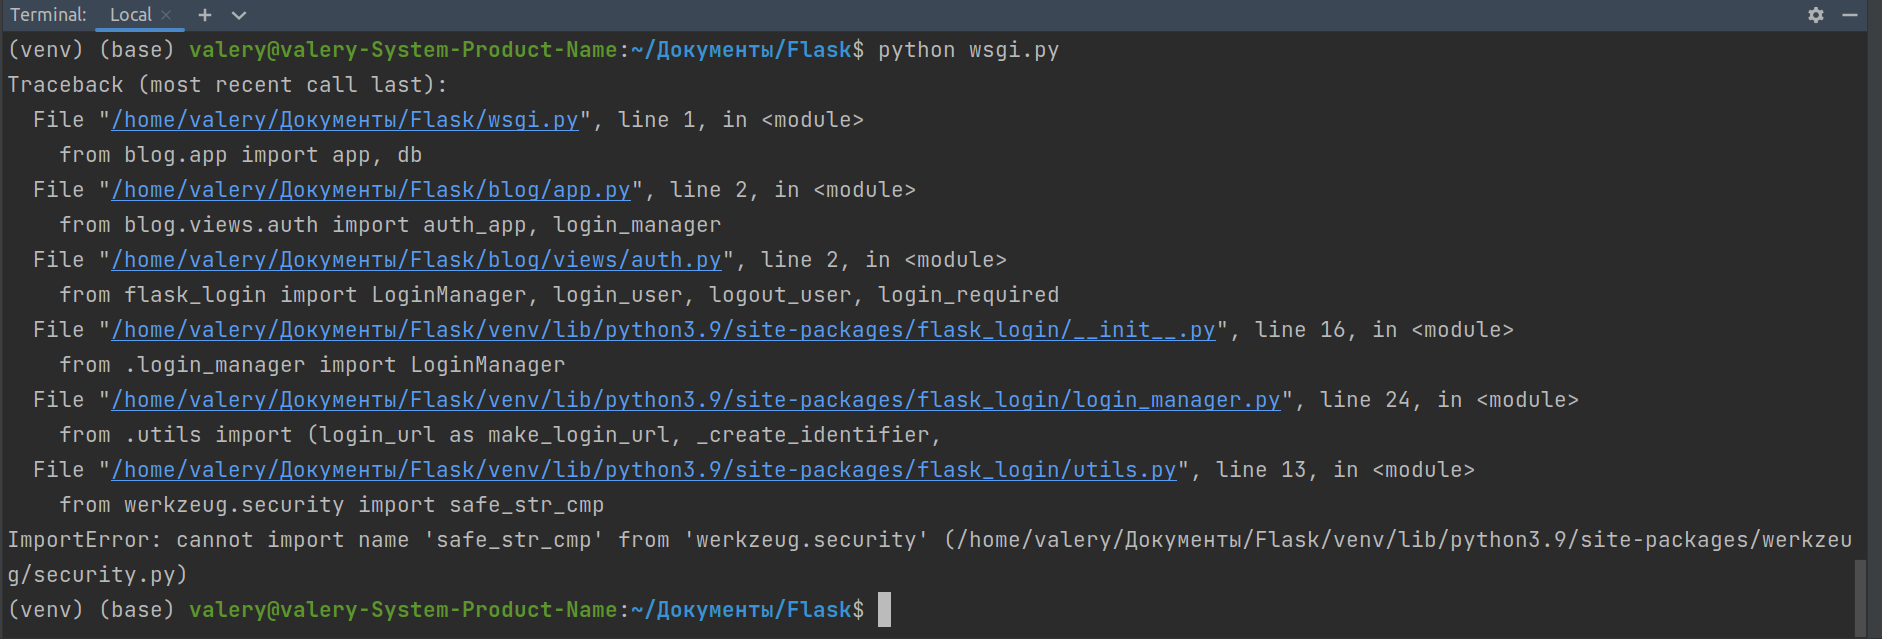 Terminal: Local × +
(venv) (base) valery@valery-System-Product-Name:~/Документы/Flask$ python wsgi.py
Traceback (most recent call last):
  File "/home/valery/Документы/Flask/wsgi.py", line 1, in <module>
    from blog.app import app, db
  File "/home/valery/Документы/Flask/blog/app.py", line 2, in <module>
    from blog.views.auth import auth_app, login_manager
  File "/home/valery/Документы/Flask/blog/views/auth.py", line 2, in <module>
    from flask_login import LoginManager, login_user, logout_user, login_required
  File "/home/valery/Документы/Flask/venv/lib/python3.9/site-packages/flask_login/__init__.py", line 16, in <module>
    from .login_manager import LoginManager
  File "/home/valery/Документы/Flask/venv/lib/python3.9/site-packages/flask_login/login_manager.py", line 24, in <module>
    from .utils import (login_url as make_login_url, _create_identifier,
  File "/home/valery/Документы/Flask/venv/lib/python3.9/site-packages/flask_login/utils.py", line 13, in <module>
    from werkzeug.security import safe_str_cmp
ImportError: cannot import name 'safe_str_cmp' from 'werkzeug.security' (/home/valery/Документы/Flask/venv/lib/python3.9/site-packages/werkzeu
g/security.py)
(venv) (base) valery@valery-System-Product-Name:~/Документы/Flask$